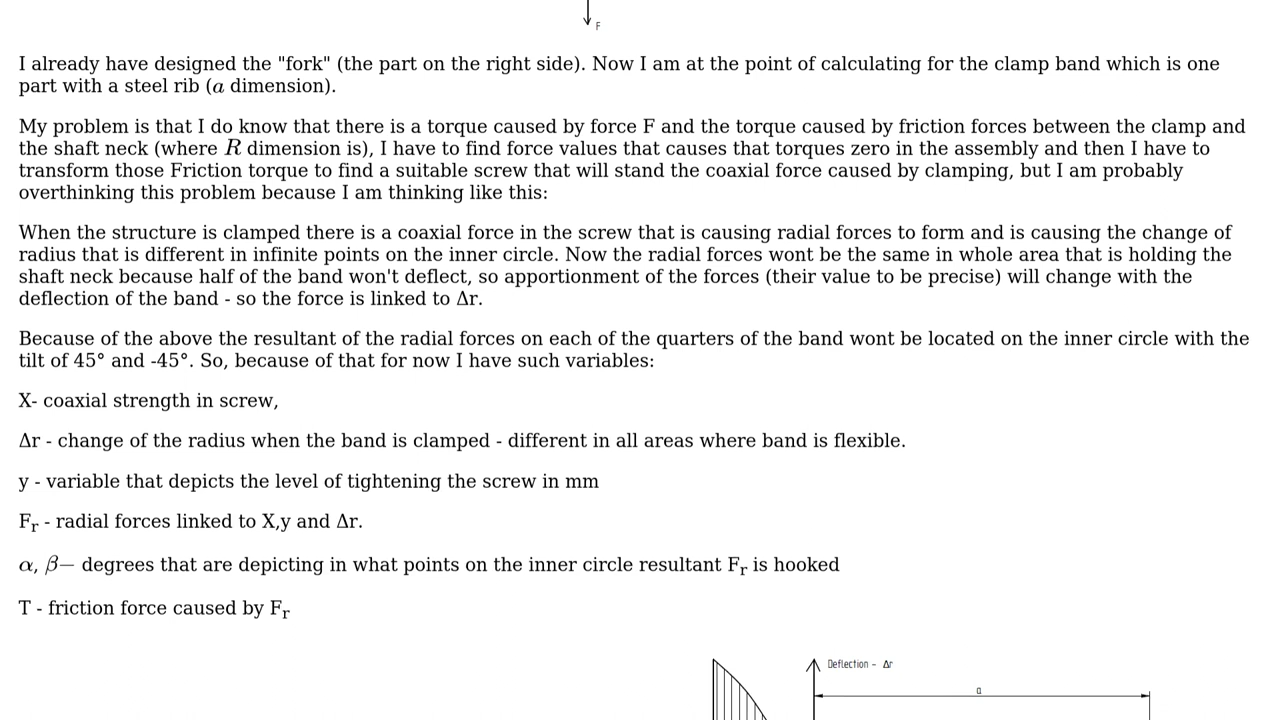 F
I already have designed the "fork" (the part on the right side). Now I am at the point of calculating for the clamp band which is one
part with a steel rib (a dimension).
My problem is that I do know that there is a torque caused by force F and the torque caused by friction forces between the clamp and
the shaft neck (where R dimension is), I have to find force values that causes that torques zero in the assembly and then I have to
transform those Friction torque to find a suitable screw that will stand the coaxial force caused by clamping, but I am probably
overthinking this problem because I am thinking like this:
When the structure is clamped there is a coaxial force in the screw that is causing radial forces to form and is causing the change of
radius that is different in infinite points on the inner circle. Now the radial forces wont be the same in whole area that is holding the
shaft neck because half of the band won't deflect, so apportionment of the forces (their value to be precise) will change with the
deflection of the band - so the force is linked to Δr.
Because of the above the resultant of the radial forces on each of the quarters of the band wont be located on the inner circle with the
tilt of 45° and -45°. So, because of that for now I have such variables:
X- coaxial strength in screw,
Δr - change of the radius when the band is clamped - different in all areas where band is flexible.
y - variable that depicts the level of tightening the screw in mm
Fr - radial forces linked to X,y and Δr.
α, β− degrees that are depicting in what points on the inner circle resultant Fr is hooked
T - friction force caused by Fr
Deflection - Δr
a